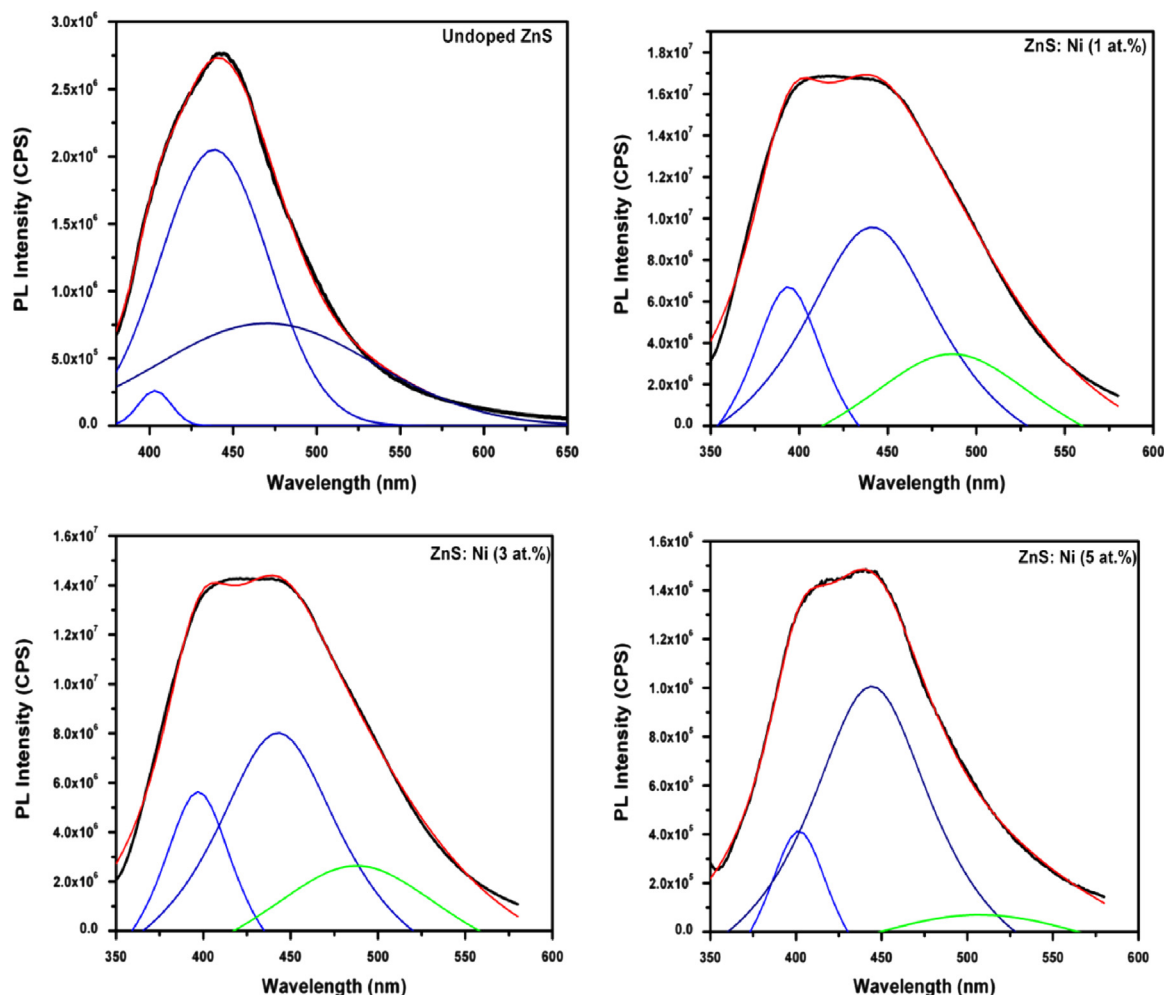 Undoped ZnS
3.0x10⁶
2.5x10⁶
2.0x10⁶
1.5x10⁶
1.0x10⁶
5.0x10⁵
0.0
PL Intensity (CPS)
400 450 500 550 600 650
Wavelength (nm)
ZnS: Ni (1 at.%)
1.8x10⁷
1.6x10⁷
1.4x10⁷
1.2x10⁷
1.0x10⁷
8.0x10⁶
6.0x10⁶
4.0x10⁶
2.0x10⁶
0.0
PL Intensity (CPS)
350 400 450 500 550 600
Wavelength (nm)
ZnS: Ni (3 at.%)
1.6x10⁷
1.4x10⁷
1.2x10⁷
1.0x10⁷
8.0x10⁶
6.0x10⁶
4.0x10⁶
2.0x10⁶
0.0
PL Intensity (CPS)
350 400 450 500 550 600
Wavelength (nm)
ZnS: Ni (5 at.%)
1.6x10⁶
1.4x10⁶
1.2x10⁶
1.0x10⁶
8.0x10⁵
6.0x10⁵
4.0x10⁵
2.0x10⁵
0.0
PL Intensity (CPS)
350 400 450 500 550 600
Wavelength (nm)